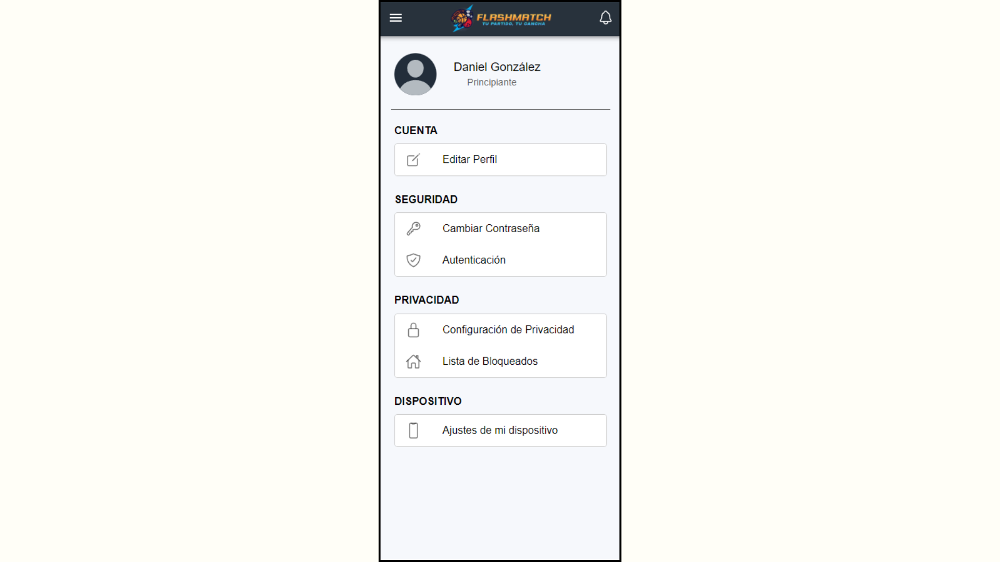 FLASHMATCH
TU PARTIDO, TU CANCHA
Daniel González
Principiante
CUENTA
Editar Perfil
SEGURIDAD
Cambiar Contraseña
Autenticación
PRIVACIDAD
Configuración de Privacidad
Lista de Bloqueados
DISPOSITIVO
Ajustes de mi dispositivo